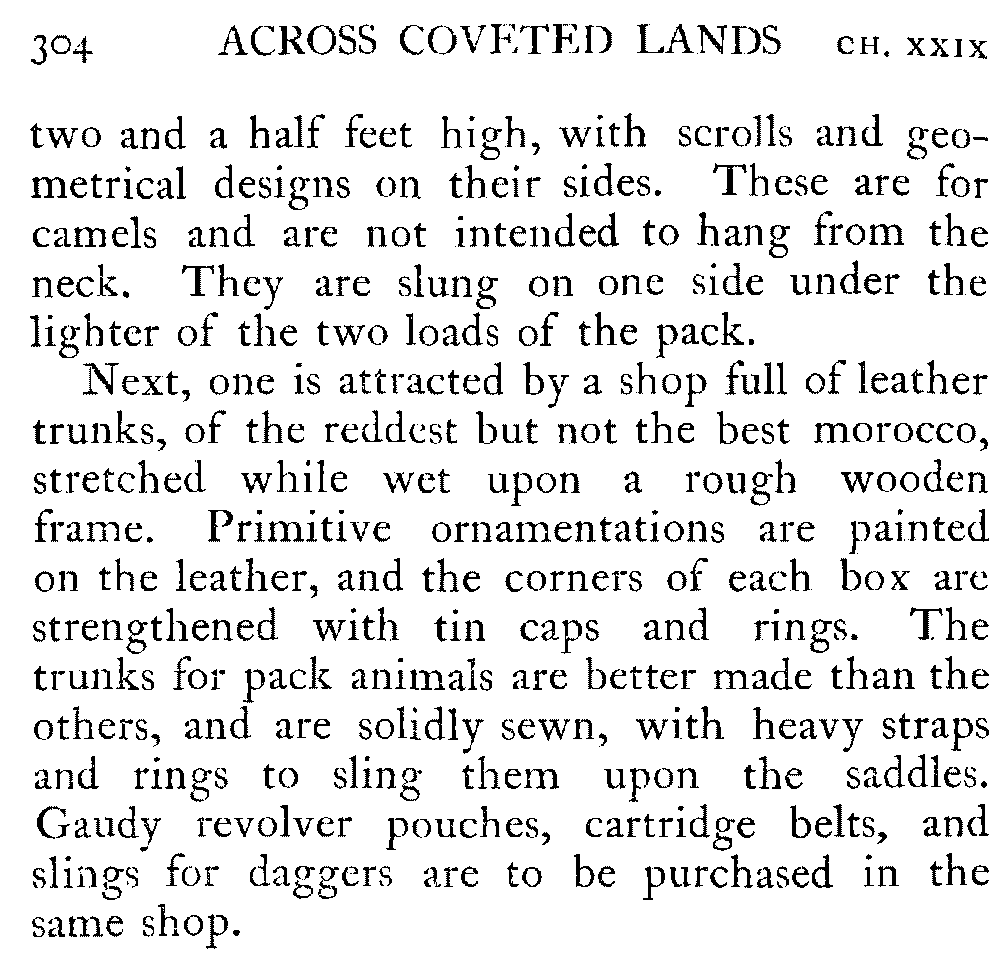 304 ACROSS COVETED LANDS CH. XXIX
two and a half feet high, with scrolls and geo-
metrical designs on their sides. These are for
camels and are not intended to hang from the
neck. They are slung on one side under the
lighter of the two loads of the pack.
Next, one is attracted by a shop full of leather
trunks, of the reddest but not the best morocco,
stretched while wet upon a rough wooden
frame. Primitive ornamentations are painted
on the leather, and the corners of each box are
strengthened with tin caps and rings. The
trunks for pack animals are better made than the
others, and are solidly sewn, with heavy straps
and rings to sling them upon the saddles.
Gaudy revolver pouches, cartridge belts, and
slings for daggers are to be purchased in the
same shop.